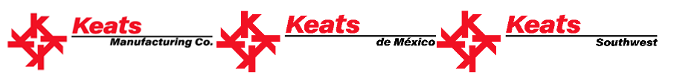 Keats
Manufacturing Co.
Keats
de México
Keats
Southwest